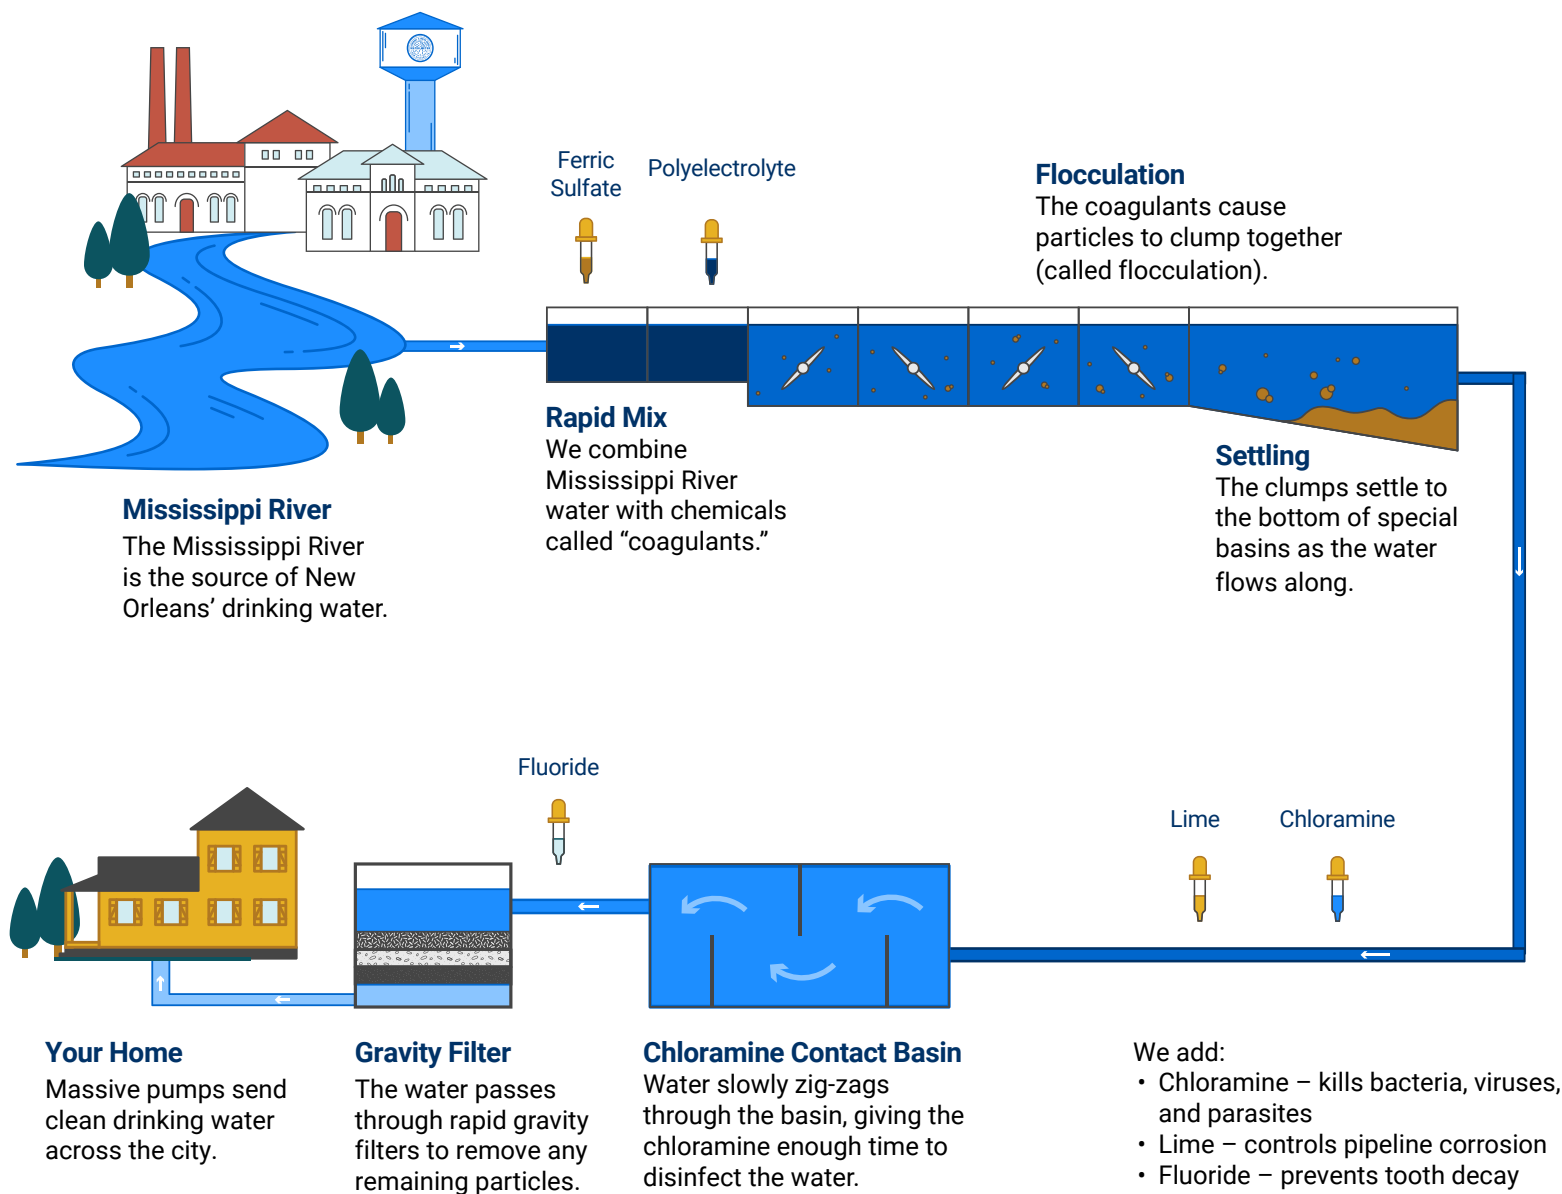 Ferric
Sulfate
Polyelectrolyte
Flocculation
The coagulants cause
particles to clump together
(called flocculation).
Rapid Mix
We combine
Mississippi River
water with chemicals
called “coagulants.”
Settling
The clumps settle to
the bottom of special
basins as the water
flows along.
Mississippi River
The Mississippi River
is the source of New
Orleans’ drinking water.
Fluoride
Lime
Chloramine
Your Home
Massive pumps send
clean drinking water
across the city.
Gravity Filter
The water passes
through rapid gravity
filters to remove any
remaining particles.
Chloramine Contact Basin
Water slowly zig-zags
through the basin, giving the
chloramine enough time to
disinfect the water.
We add:
• Chloramine – kills bacteria, viruses,
and parasites
• Lime – controls pipeline corrosion
• Fluoride – prevents tooth decay